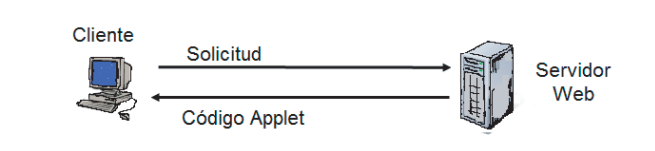 Cliente
Solicitud
Servidor
Web
Código Applet